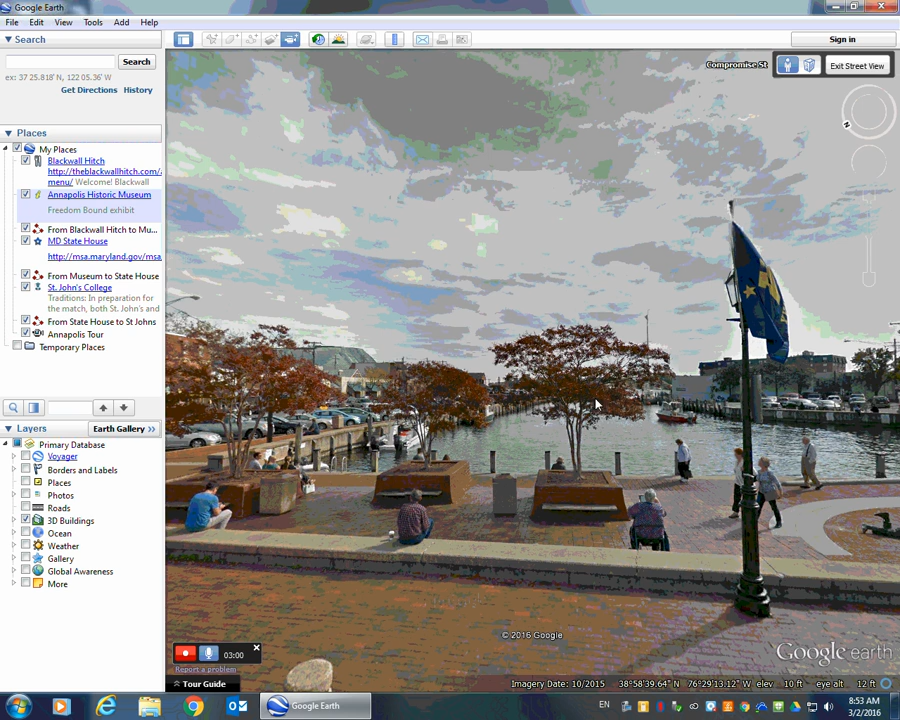 Google Earth
File Edit View Tools Add Help
Search
Sign in
Search
ex: 37 25.818' N, 122 05.36' W
Get Directions History
Compromise St
Exit Street View
N
Places
My Places
Blackwall Hitch
http://theblackwallhitch.com/
menu/ Welcome! Blackwall
Annapolis Historic Museum
Freedom Bound exhibit
From Blackwall Hitch to Mu...
MD State House
http://msa.maryland.gov/msa
From Museum to State House
St. John's College
Traditions: In preparation for
the match, both St. John's and
From State House to St Johns
Annapolis Tour
Temporary Places
Layers
Earth Gallery >>
Primary Database
Voyager
Borders and Labels
Places
Photos
Roads
3D Buildings
Ocean
Weather
Gallery
Global Awareness
More
© 2016 Google
Google earth
03:00
Report a problem
Tour Guide
Imagery Date: 10/2015 38°58'39.64" N 76°29'13.12" W elev 10 ft eye alt 12 ft
Google Earth
EN
8:53 AM
3/2/2016